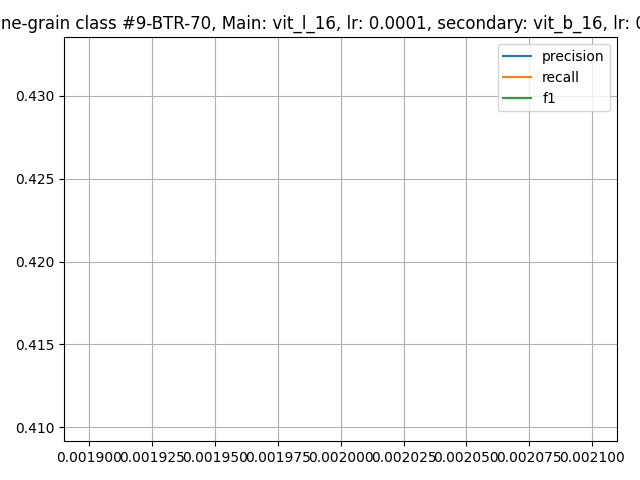 ne-grain class #9-BTR-70, Main: vit_l_16, lr: 0.0001, secondary: vit_b_16, lr: 0
precision
recall
f1
0.430
0.425
0.420
0.415
0.410
0.001900 0.001925 0.001950 0.001975 0.002000 0.002025 0.002050 0.002075 0.002100